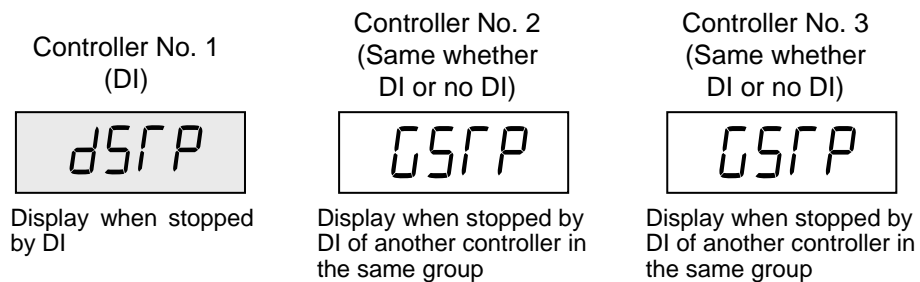 Controller No. 1
(DI)
dSTP
Display when stopped
by DI
Controller No. 2
(Same whether
DI or no DI)
GSTP
Display when stopped by
DI of another controller in
the same group
Controller No. 3
(Same whether
DI or no DI)
GSTP
Display when stopped by
DI of another controller in
the same group